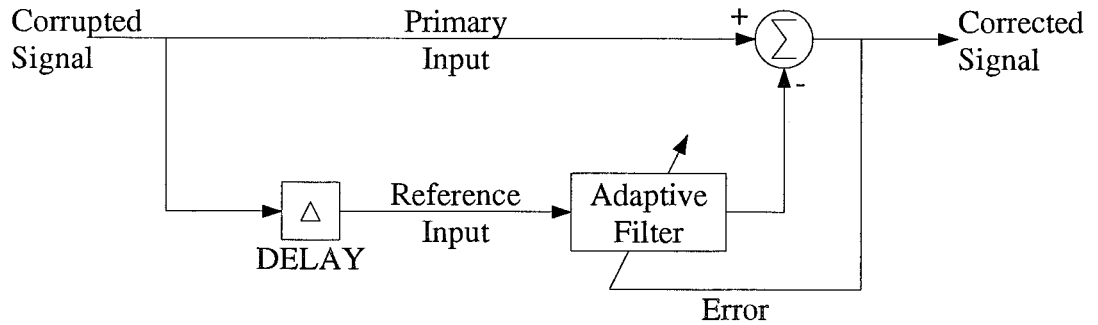 Corrupted
Signal
Primary
Input
+
Σ
-
Corrected
Signal
Δ
DELAY
Reference
Input
Adaptive
Filter
Error